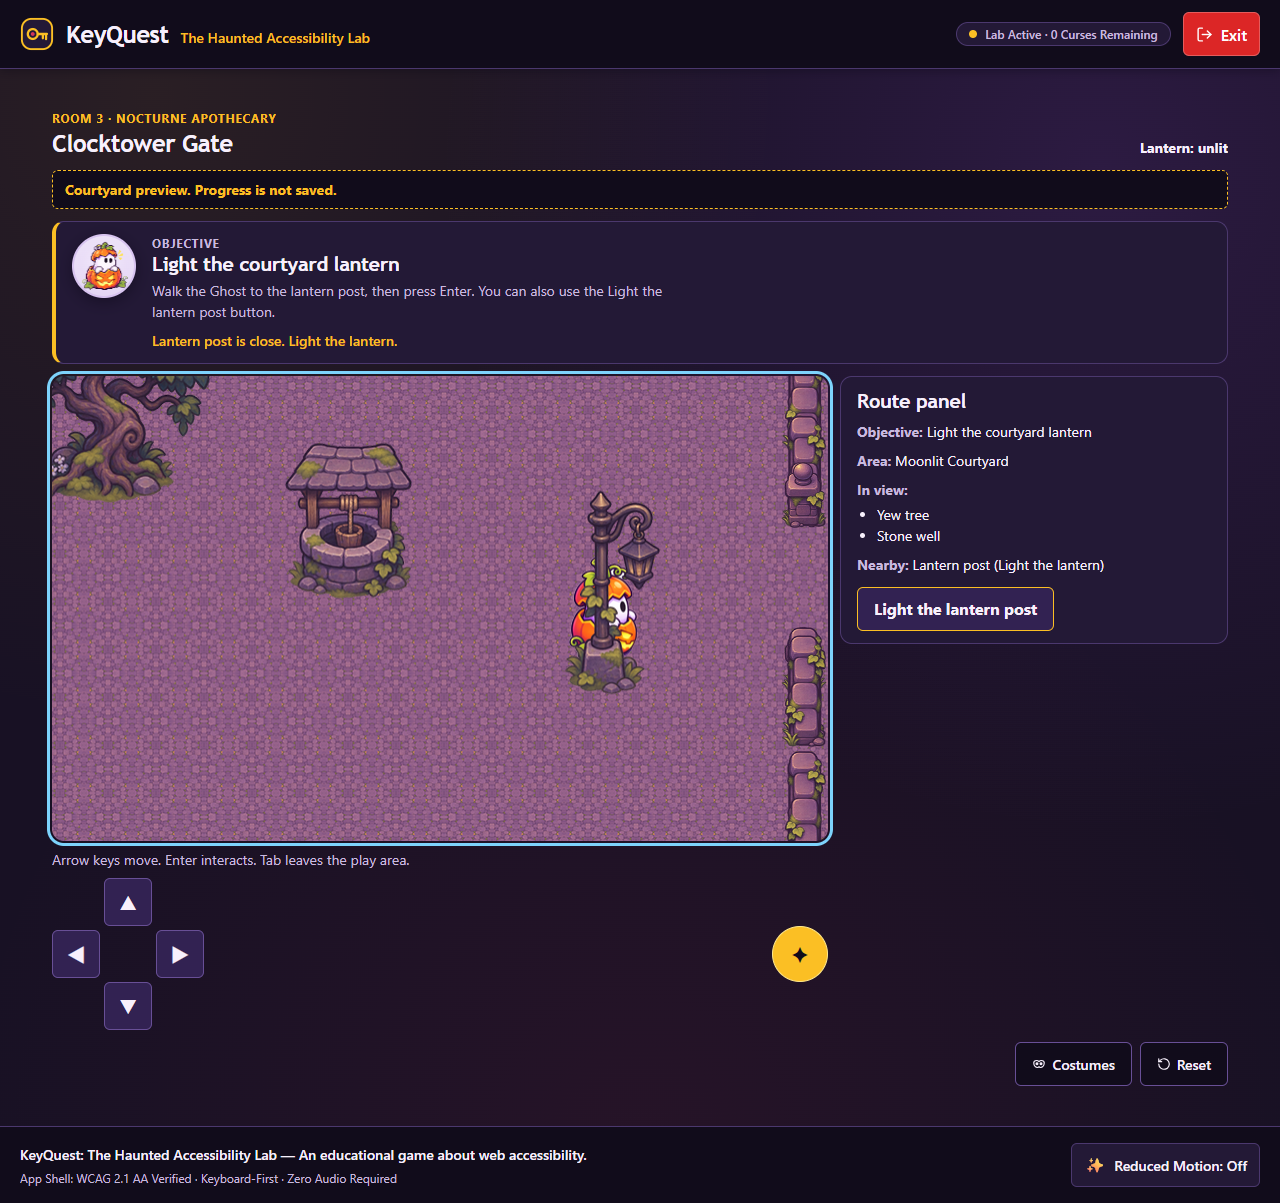 KeyQuest The Haunted Accessibility Lab
Lab Active · 0 Curses Remaining
Exit
ROOM 3 · NOCTURNE APOTHECARY
Clocktower Gate
Lantern: unlit
Courtyard preview. Progress is not saved.
OBJECTIVE
Light the courtyard lantern
Walk the Ghost to the lantern post, then press Enter. You can also use the Light the
lantern post button.
Lantern post is close. Light the lantern.
Route panel
Objective: Light the courtyard lantern
Area: Moonlit Courtyard
In view:
Yew tree
Stone well
Nearby: Lantern post (Light the lantern)
Light the lantern post
Arrow keys move. Enter interacts. Tab leaves the play area.
Costumes
Reset
KeyQuest: The Haunted Accessibility Lab — An educational game about web accessibility.
App Shell: WCAG 2.1 AA Verified · Keyboard-First · Zero Audio Required
Reduced Motion: Off